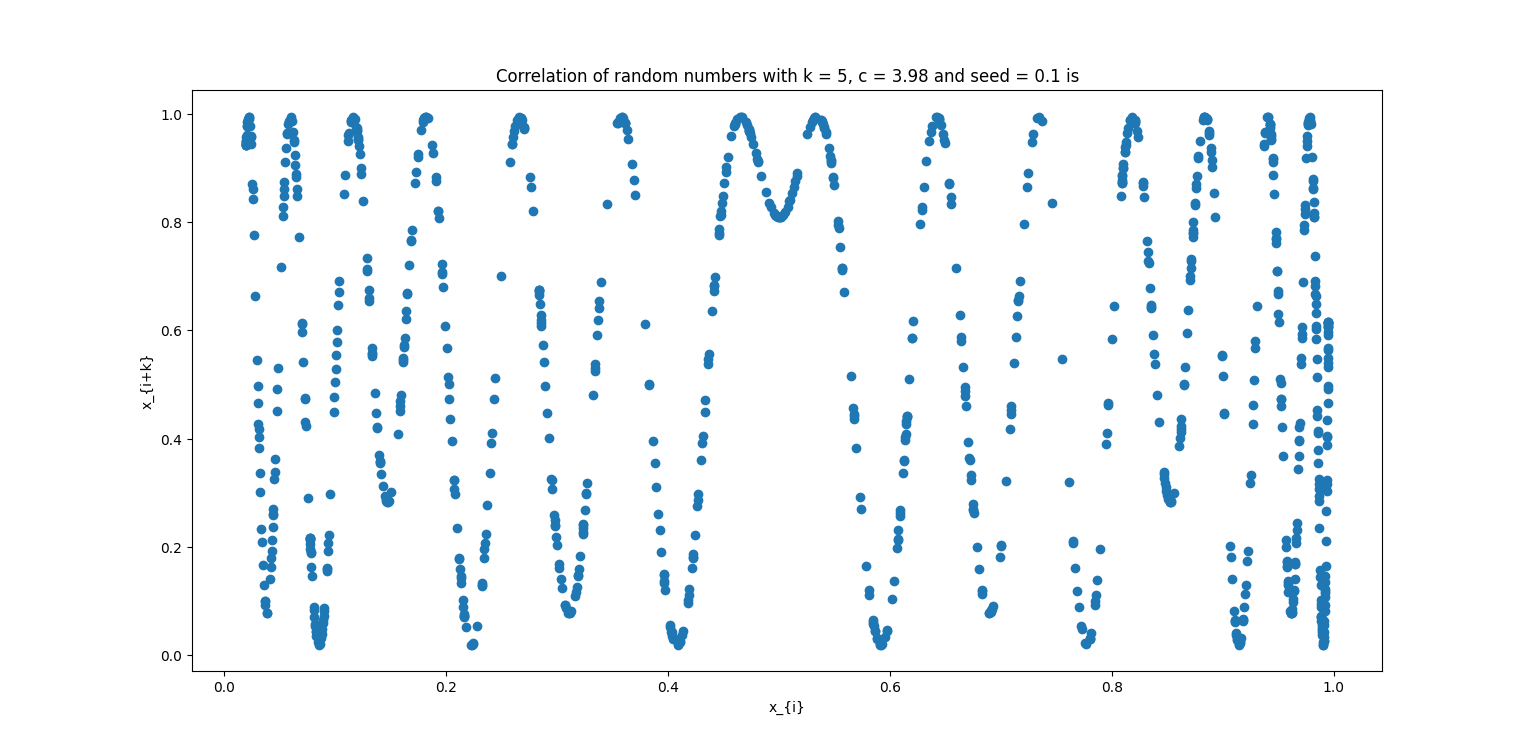 Correlation of random numbers with k = 5, c = 3.98 and seed = 0.1 is
1.0
0.8
0.6
0.4
0.2
0.0
x_{i+k}
0.0 0.2 0.4 0.6 0.8 1.0
x_{i}